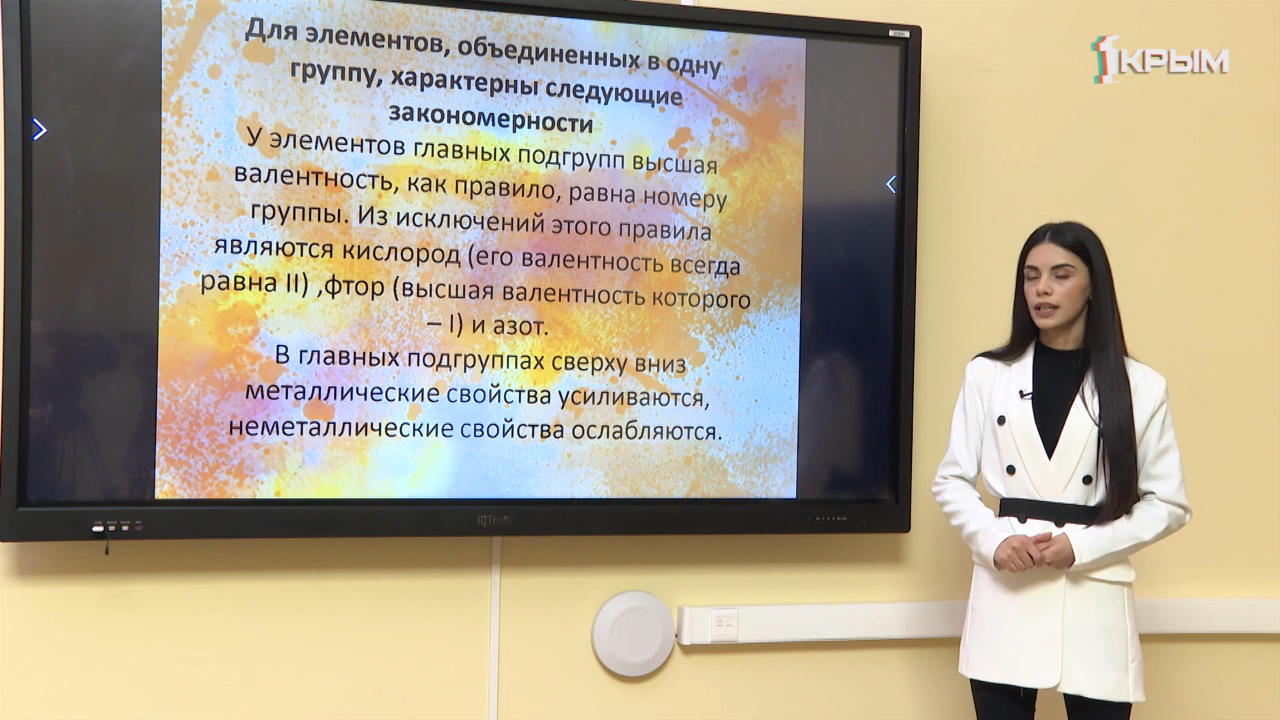 Для элементов, объединенных в одну
группу, характерны следующие
закономерности
У элементов главных подгрупп высшая
валентность, как правило, равна номеру
группы. Из исключений этого правила
являются кислород (его валентность всегда
равна II) ,фтор (высшая валентность которого
– I) и азот.
В главных подгруппах сверху вниз
металлические свойства усиливаются,
неметаллические свойства ослабляются.
1КРЫМ